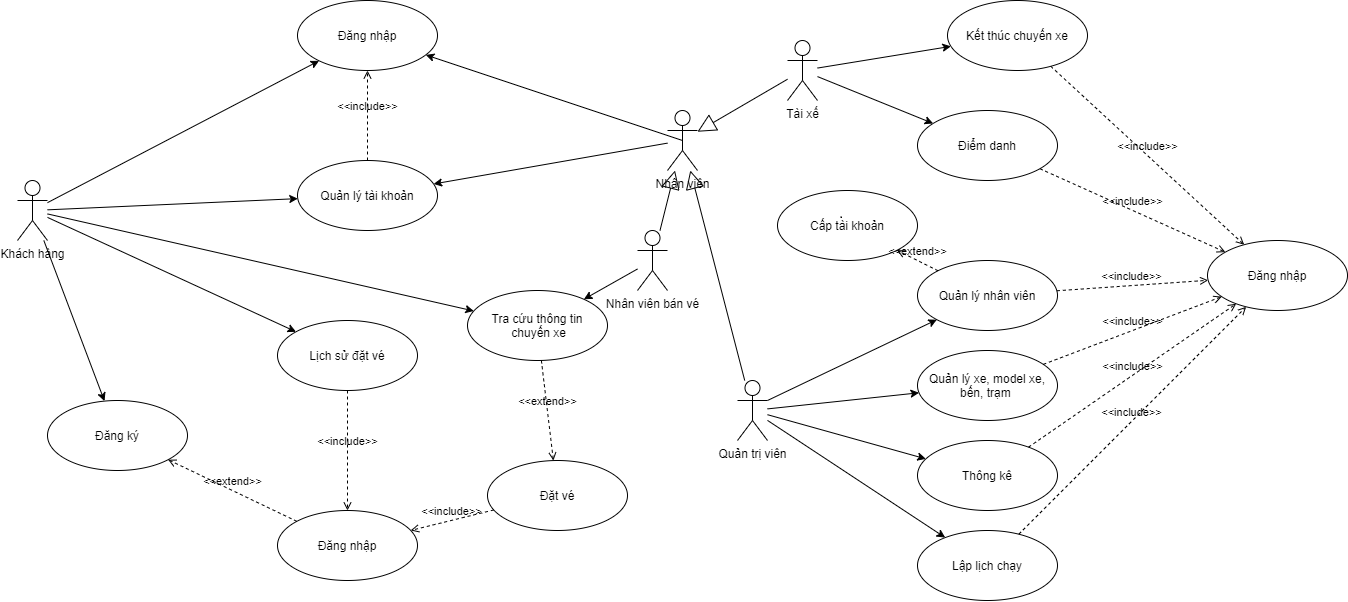 Đăng nhập
Kết thúc chuyến xe
<<include>>
Tài xế
Điểm danh
<<include>>
Nhân viên
Quản lý tài khoản
<<include>>
Cấp tài khoản
Khách hàng
<<extend>>
Đăng nhập
<<include>>
Quản lý nhân viên
Nhân viên bán vé
Tra cứu thông tin
chuyến xe
<<include>>
Lịch sử đặt vé
<<include>>
Quản lý xe, model xe,
bến, trạm
<<extend>>
<<include>>
Đăng ký
<<include>>
Quản trị viên
Thông kê
<<extend>>
Đặt vé
<<include>>
Đăng nhập
Lập lịch chạy